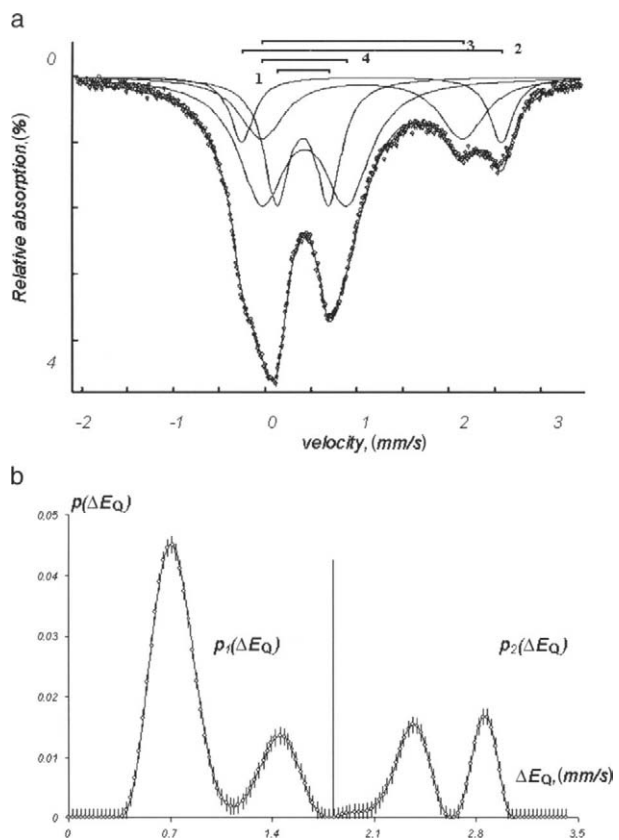 a
0
3
2
4
1
Relative absorption,(%)
4
-2 -1 0 1 2 3
velocity, (mm/s)
b
p(ΔEQ)
0.05
0.04
0.03
0.02
0.01
0
p1(ΔEQ)
p2(ΔEQ)
ΔEQ, (mm/s)
0 0.7 1.4 2.1 2.8 3.5